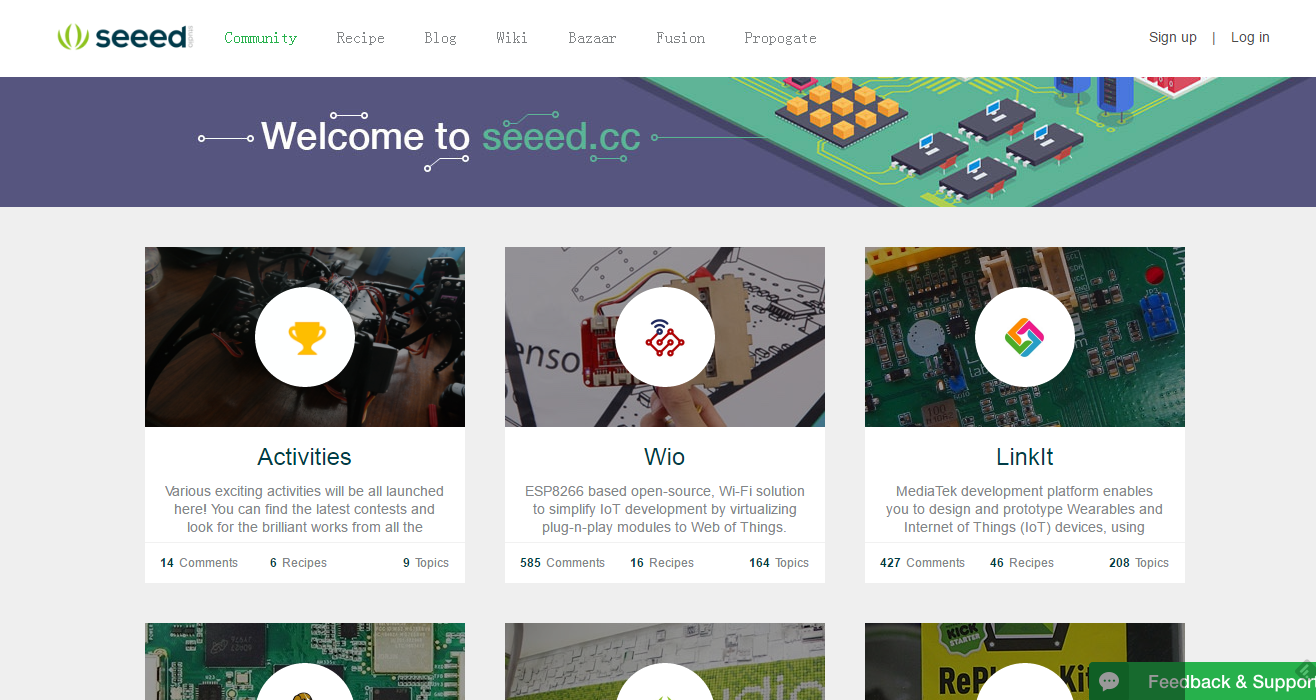 seeed
studio
Community Recipe Blog Wiki Bazaar Fusion Propogate
Sign up | Log in
Welcome to seeed.cc
Activities
Various exciting activities will be all launched
here! You can find the latest contests and
look for the brilliant works from all the
14 Comments 6 Recipes 9 Topics
Wio
ESP8266 based open-source, Wi-Fi solution
to simplify IoT development by virtualizing
plug-n-play modules to Web of Things.
585 Comments 16 Recipes 164 Topics
LinkIt
MediaTek development platform enables
you to design and prototype Wearables and
Internet of Things (IoT) devices, using
427 Comments 46 Recipes 208 Topics
KICK
STARTER
Feedback & Suppor